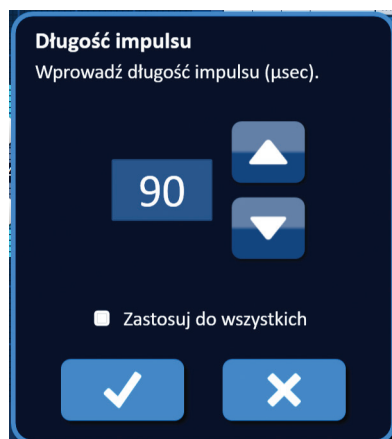 Długość impulsu
Wprowadź długość impulsu (μsec).
90
Zastosuj do wszystkich